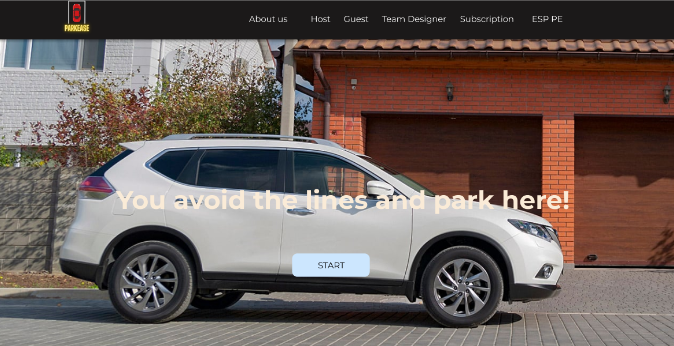 PARKEASE
About us
Host
Guest
Team Designer
Subscription
ESP PE
You avoid the lines and park here!
START